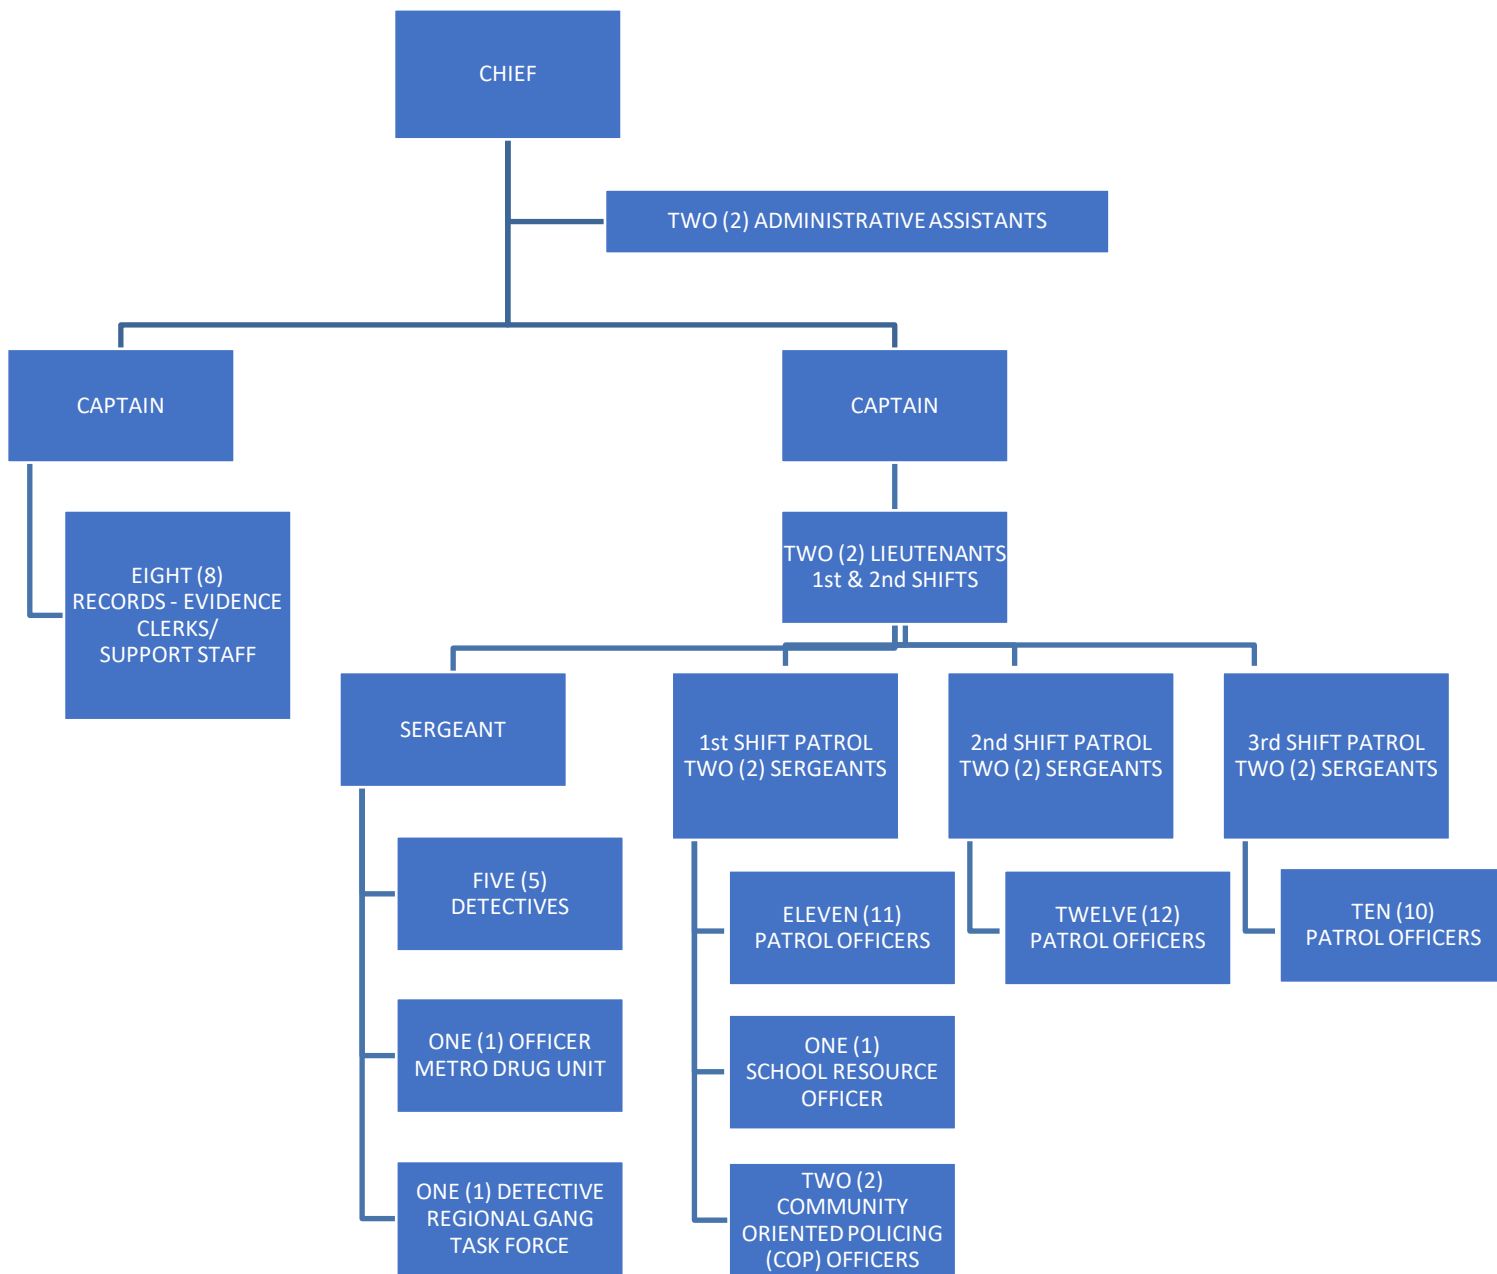 CHIEF
TWO (2) ADMINISTRATIVE ASSISTANTS
CAPTAIN
CAPTAIN
EIGHT (8)
RECORDS - EVIDENCE
CLERKS/
SUPPORT STAFF
TWO (2) LIEUTENANTS
1st & 2nd SHIFTS
SERGEANT
1st SHIFT PATROL
TWO (2) SERGEANTS
2nd SHIFT PATROL
TWO (2) SERGEANTS
3rd SHIFT PATROL
TWO (2) SERGEANTS
FIVE (5)
DETECTIVES
ONE (1) OFFICER
METRO DRUG UNIT
ONE (1) DETECTIVE
REGIONAL GANG
TASK FORCE
ELEVEN (11)
PATROL OFFICERS
ONE (1)
SCHOOL RESOURCE
OFFICER
TWO (2)
COMMUNITY
ORIENTED POLICING
(COP) OFFICERS
TWELVE (12)
PATROL OFFICERS
TEN (10)
PATROL OFFICERS